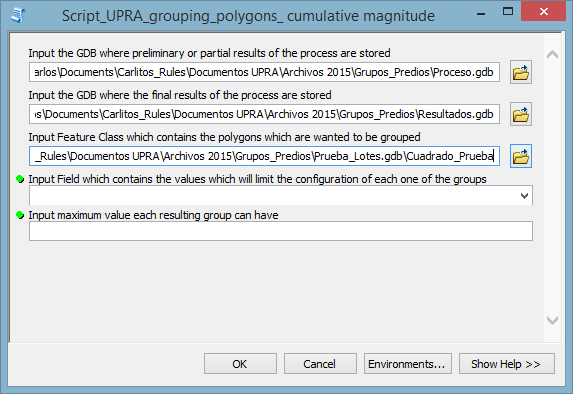 Script_UPRA_grouping_polygons_ cumulative magnitude
Input the GDB where preliminary or partial results of the process are stored
arlos\Documents\Carlitos_Rules\Documentos UPRA\Archivos 2015\Grupos_Predios\Proceso.gdb
Input the GDB where the final results of the process are stored
os\Documents\Carlitos_Rules\Documentos UPRA\Archivos 2015\Grupos_Predios\Resultados.gdb
Input Feature Class which contains the polygons which are wanted to be grouped
_Rules\Documentos UPRA\Archivos 2015\Grupos_Predios\Prueba_Lotes.gdb\Cuadrado_Prueba
Input Field which contains the values which will limit the configuration of each one of the groups
Input maximum value each resulting group can have
OK
Cancel
Environments...
Show Help >>